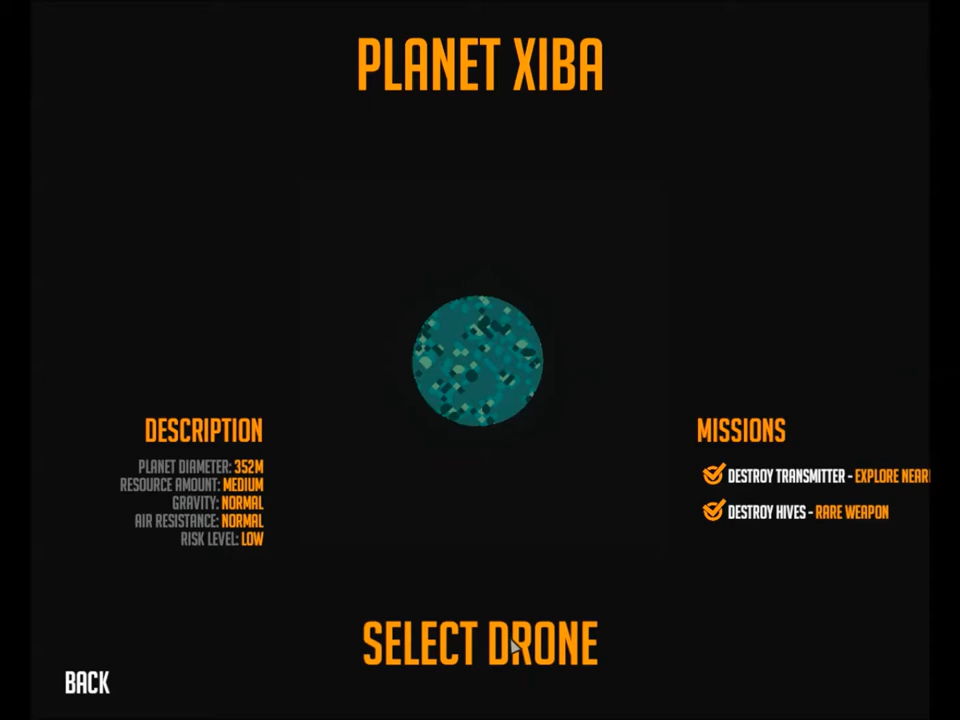 PLANET XIBA
DESCRIPTION
PLANET DIAMETER: 352M
RESOURCE AMOUNT: MEDIUM
GRAVITY: NORMAL
AIR RESISTANCE: NORMAL
RISK LEVEL: LOW
MISSIONS
DESTROY TRANSMITTER - EXPLORE NEAR
DESTROY HIVES - RARE WEAPON
SELECT DRONE
BACK